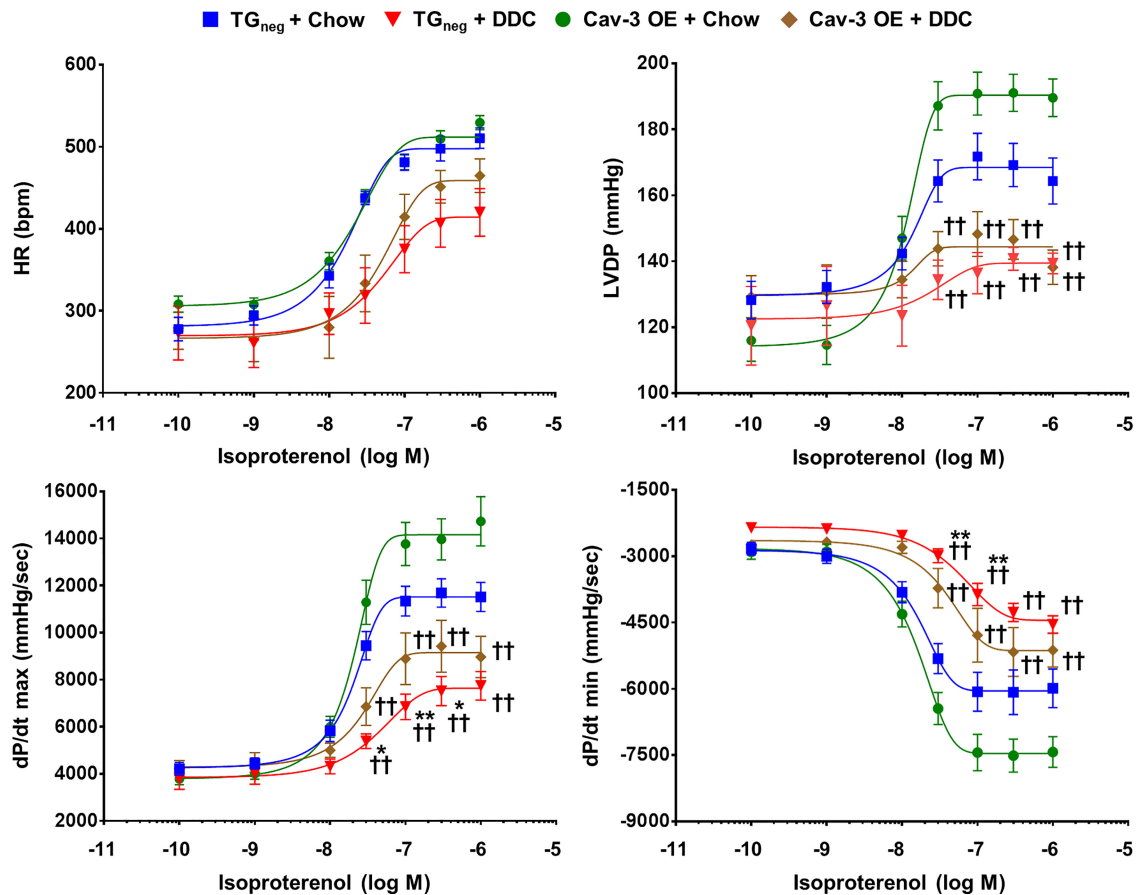 TGneg + Chow TGneg + DDC Cav-3 OE + Chow Cav-3 OE + DDC
600
500
400
300
200
HR (bpm)
-11 -10 -9 -8 -7 -6 -5
Isoproterenol (log M)
200
180
160
140
120
100
LVDP (mmHg)
†† †† ††
††
†† †† †† ††
-11 -10 -9 -8 -7 -6 -5
Isoproterenol (log M)
16000
14000
12000
10000
8000
6000
4000
2000
dP/dt max (mmHg/sec)
†† †† ††
††
* ** *
†† †† †† ††
-11 -10 -9 -8 -7 -6 -5
Isoproterenol (log M)
-1500
-3000
-4500
-6000
-7500
-9000
dP/dt min (mmHg/sec)
** **
†† †† †† ††
†† †† †† ††
-11 -10 -9 -8 -7 -6 -5
Isoproterenol (log M)